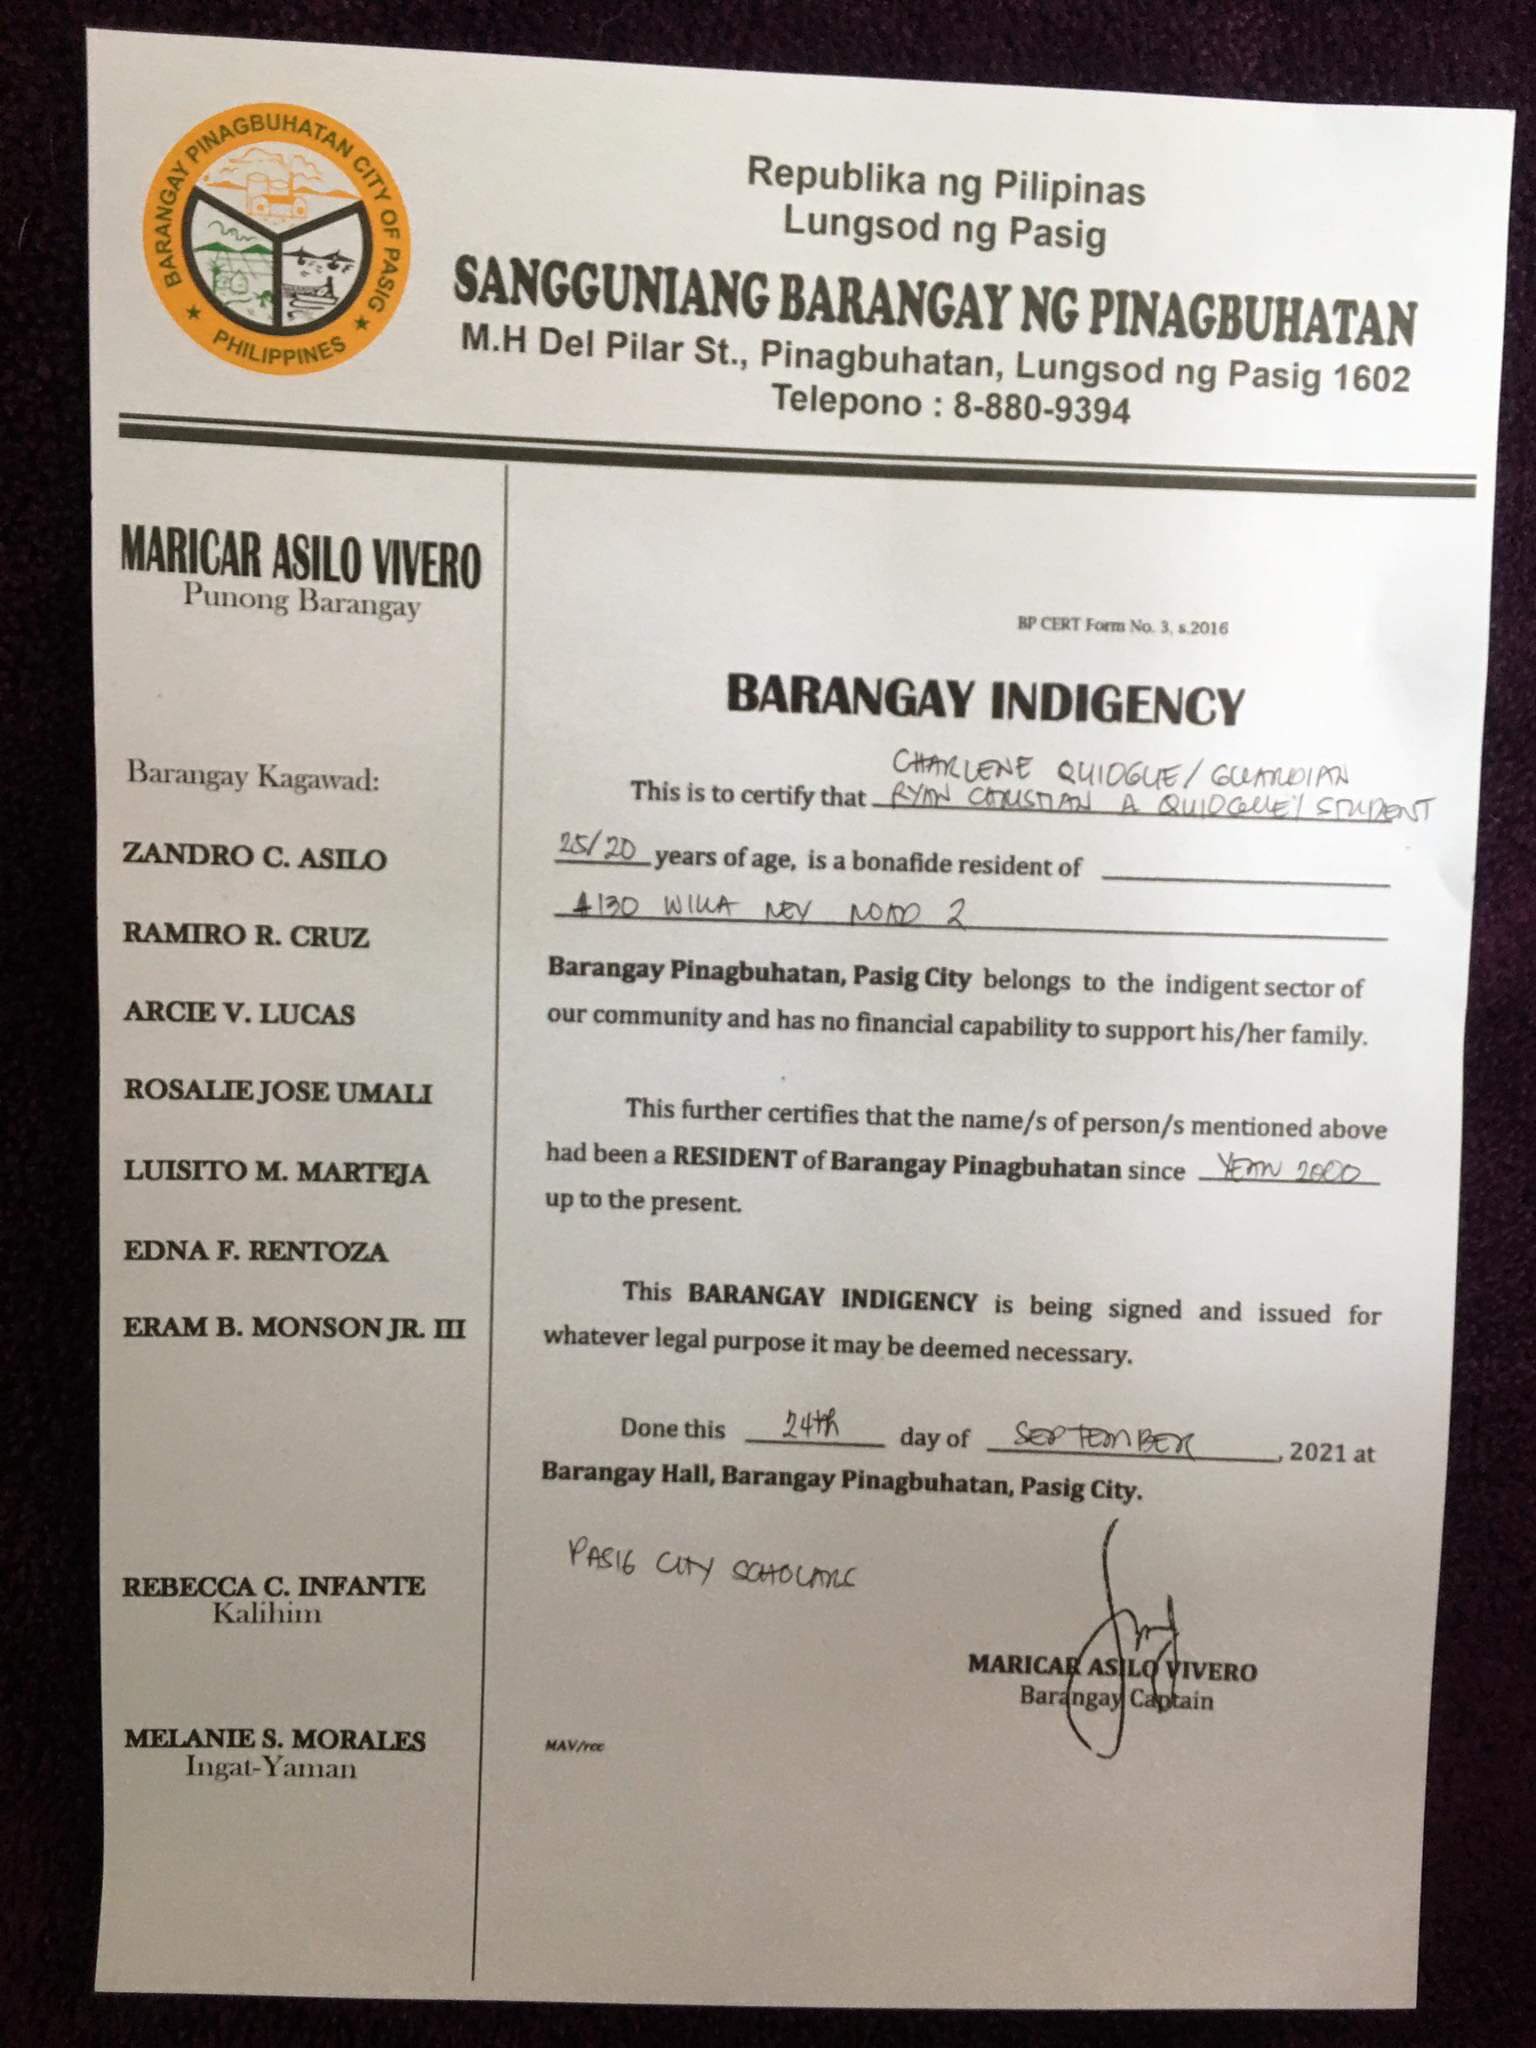 BARANGAY PINAGBUHATAN CITY OF PASIG
PHILIPPINES
Republika ng Pilipinas
Lungsod ng Pasig
SANGGUNIANG BARANGAY NG PINAGBUHATAN
M.H Del Pilar St., Pinagbuhatan, Lungsod ng Pasig 1602
Telepono : 8-880-9394
MARICAR ASILO VIVERO
Punong Barangay
Barangay Kagawad:
ZANDRO C. ASILO
RAMIRO R. CRUZ
ARCIE V. LUCAS
ROSALIE JOSE UMALI
LUISITO M. MARTEJA
EDNA F. RENTOZA
ERAM B. MONSON JR. III
REBECCA C. INFANTE
Kalihim
MELANIE S. MORALES
Ingat-Yaman
BP CERT Form No. 3, s.2016
BARANGAY INDIGENCY
CHARLENE QUIOGUE/ GUARDIAN
This is to certify that RYAN CHRISTIAN A QUIOGUE/ STUDENT
25/20 years of age, is a bonafide resident of
130 ROAD 2
Barangay Pinagbuhatan, Pasig City belongs to the indigent sector of
our community and has no financial capability to support his/her family.
This further certifies that the name/s of person/s mentioned above
had been a RESIDENT of Barangay Pinagbuhatan since YEAR 2000
up to the present.
This BARANGAY INDIGENCY is being signed and issued for
whatever legal purpose it may be deemed necessary.
Done this 24th day of SEPTEMBER, 2021 at
Barangay Hall, Barangay Pinagbuhatan, Pasig City.
PASIG CITY SCHOLARS
MARICAR ASILO VIVERO
Barangay Captain
MAV/rcc